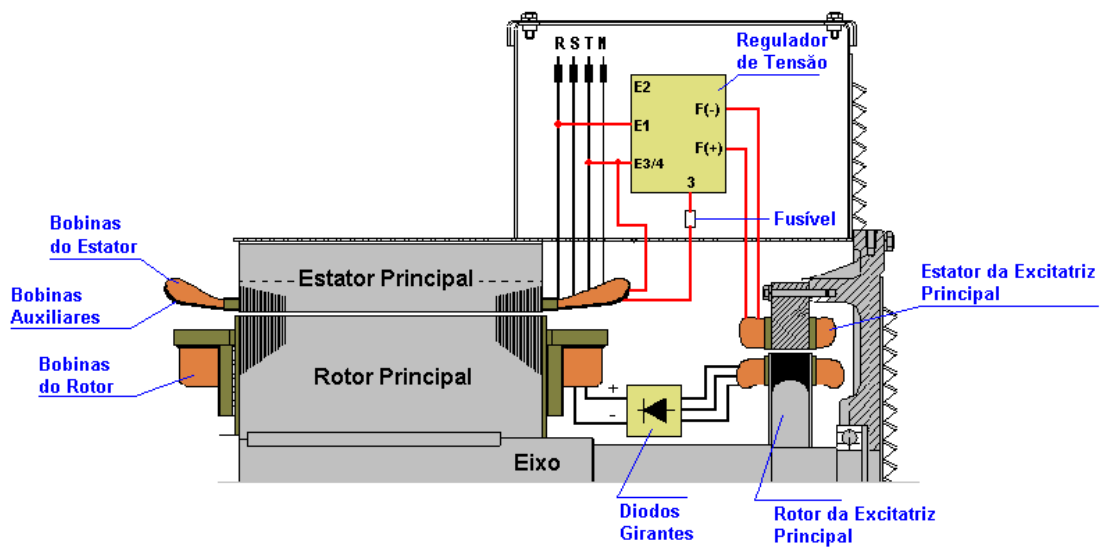 R S T N
Regulador
de Tensão
E2
F(-)
E1
F(+)
E3/4
3
Fusível
Bobinas
do Estator
Estator Principal
Estator da Excitatriz
Principal
Bobinas
Auxiliares
Bobinas
do Rotor
Rotor Principal
+
-
Eixo
Diodos
Girantes
Rotor da Excitatriz
Principal